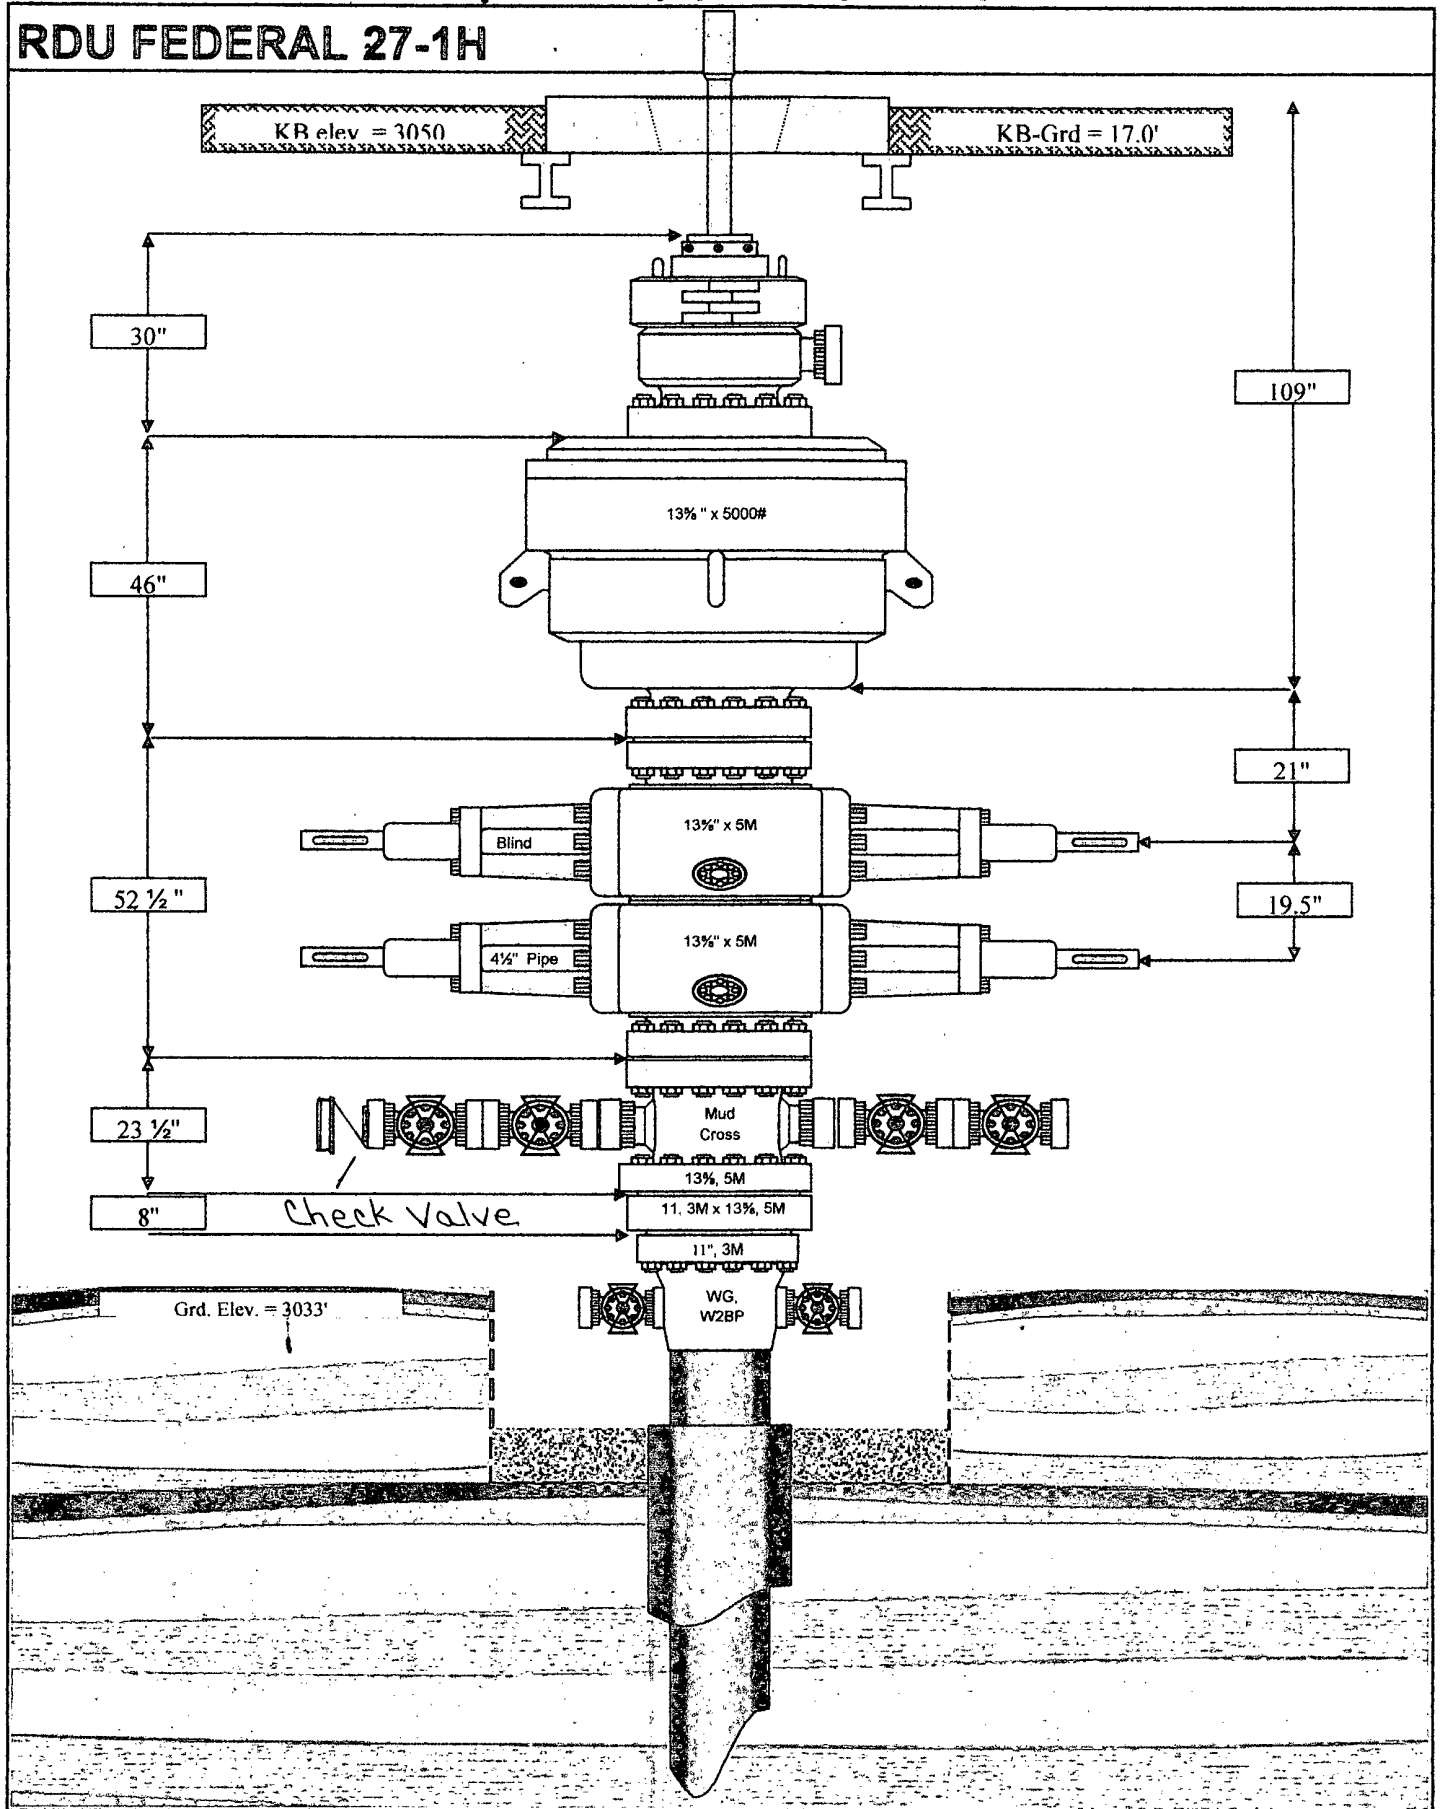 RDU FEDERAL 27-1H
KB elev. = 3050
KB-Grd = 17.0'
30"
109"
13⅝" x 5000#
46"
21"
13⅝" x 5M
Blind
52 ½"
19.5"
13⅝" x 5M
4½" Pipe
23 ½"
Mud
Cross
13⅝, 5M
8"
Check Valve
11, 3M x 13⅝, 5M
11", 3M
Grd. Elev. = 3033'
WG,
W2BP